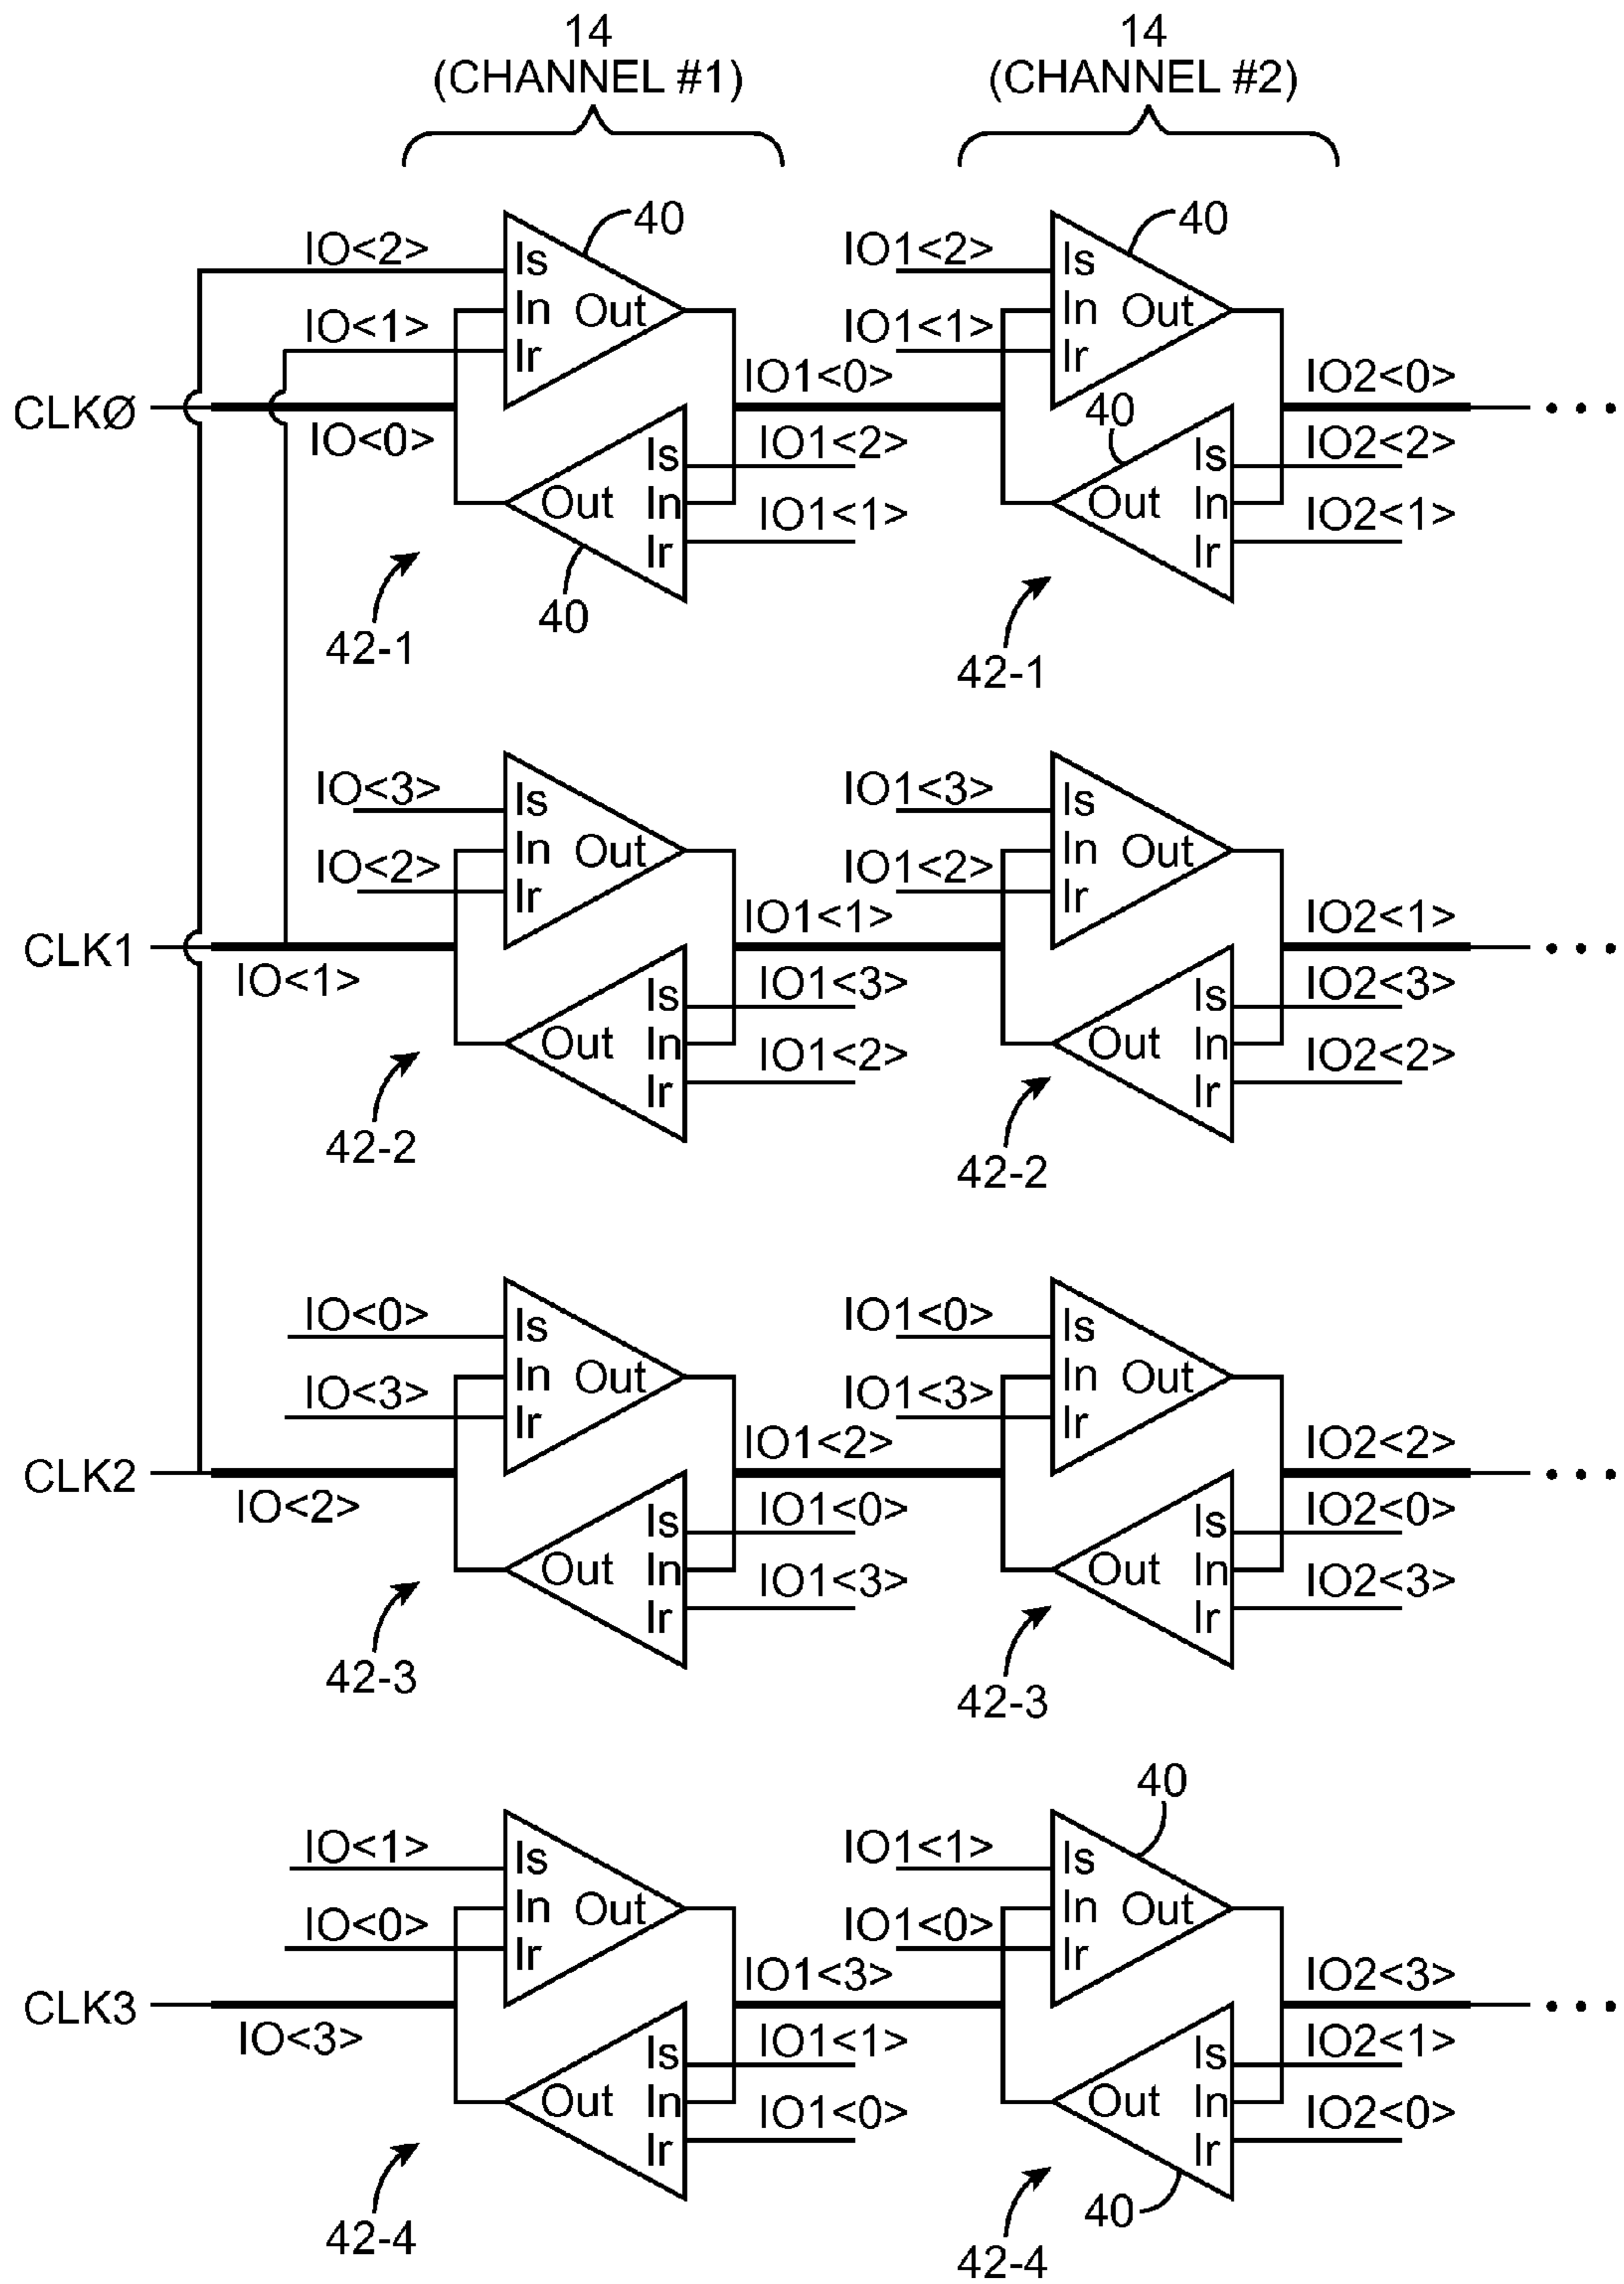 14
(CHANNEL #1)
14
(CHANNEL #2)
IO<2>
Is
40
IO1<2>
Is
40
In Out
In Out
IO<1>
Ir
IO1<1>
Ir
CLKØ
IO<0>
IO1<0>
40
IO2<0>
Is
IO1<2>
Is
IO2<2>
Out In
Out In
Ir
IO1<1>
Ir
IO2<1>
42-1
40
42-1
IO<3>
Is
IO1<3>
Is
In Out
In Out
IO<2>
Ir
IO1<2>
Ir
CLK1
IO<1>
IO1<1>
IO2<1>
Is
IO1<3>
Is
IO2<3>
Out In
Out In
Ir
IO1<2>
Ir
IO2<2>
42-2
42-2
IO<0>
Is
IO1<0>
Is
In Out
In Out
IO<3>
Ir
IO1<3>
Ir
CLK2
IO<2>
IO1<2>
IO2<2>
Is
IO1<0>
Is
IO2<0>
Out In
Out In
Ir
IO1<3>
Ir
IO2<3>
42-3
42-3
40
IO<1>
Is
IO1<1>
Is
In Out
In Out
IO<0>
Ir
IO1<0>
Ir
CLK3
IO<3>
IO1<3>
IO2<3>
Is
IO1<1>
Is
IO2<1>
Out In
Out In
Ir
IO1<0>
Ir
IO2<0>
42-4
42-4
40